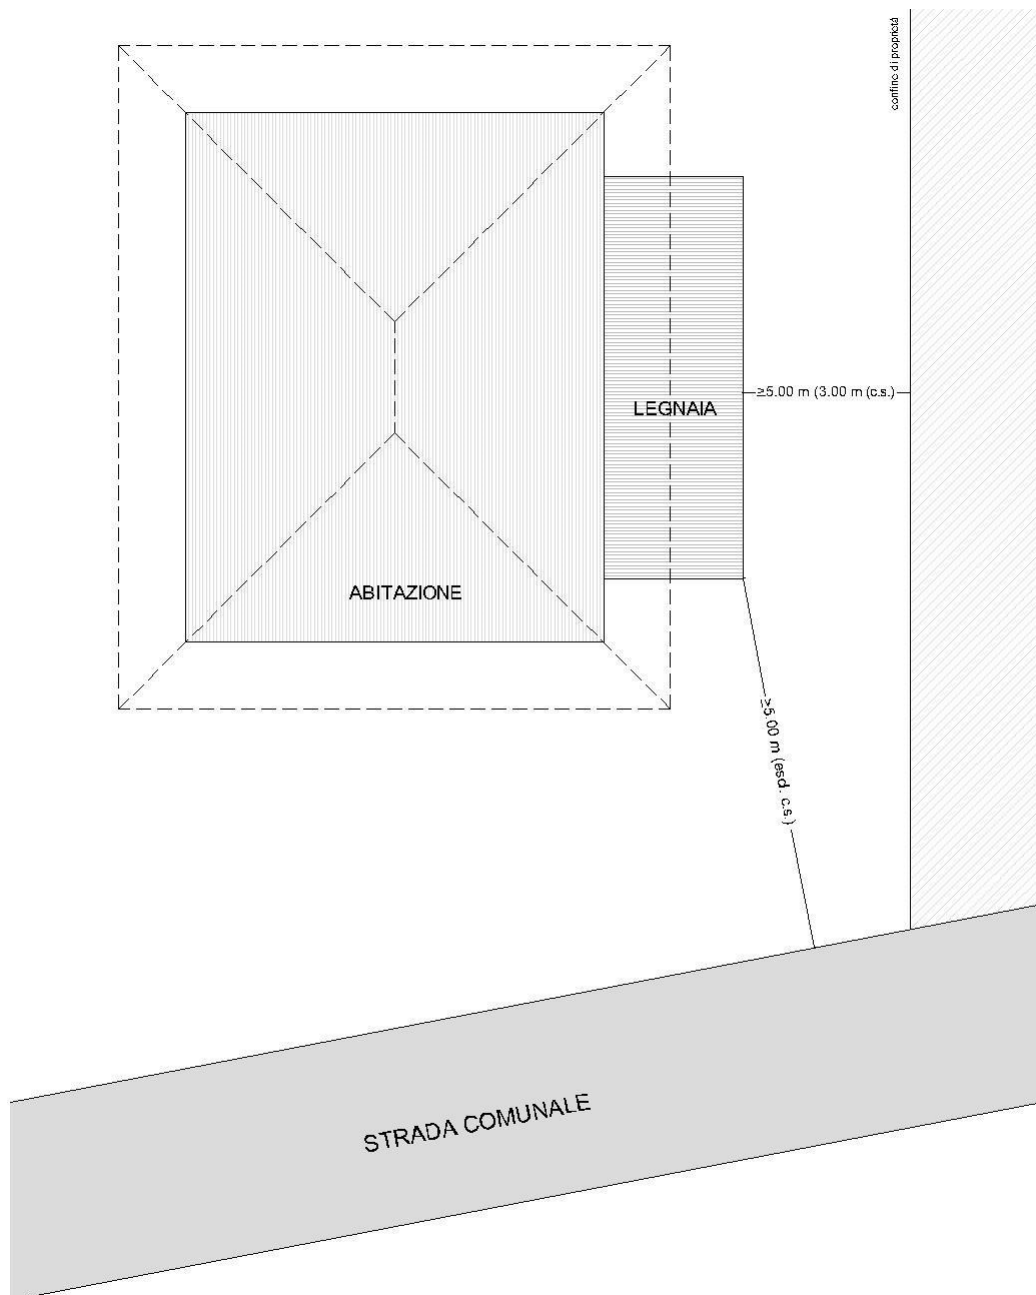 confine di proprietà
≥5.00 m (3.00 m (c.s.)
LEGNAIA
ABITAZIONE
≥5.00 m (esd. c.s.)
STRADA COMUNALE